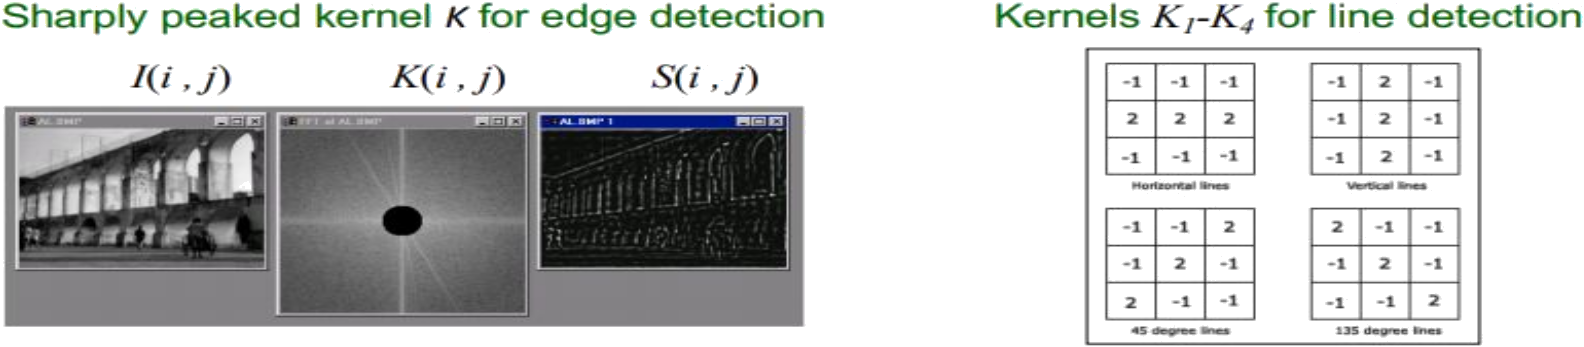 Sharply peaked kernel K for edge detection
I(i , j) K(i , j) S(i , j)
AL.BMP
FFT of AL.BMP
AL.BMP 1
Kernels K1-K4 for line detection
-1 -1 -1
2 2 2
-1 -1 -1
Horizontal lines
-1 2 -1
-1 2 -1
-1 2 -1
Vertical lines
-1 -1 2
-1 2 -1
2 -1 -1
45 degree lines
2 -1 -1
-1 2 -1
-1 -1 2
135 degree lines